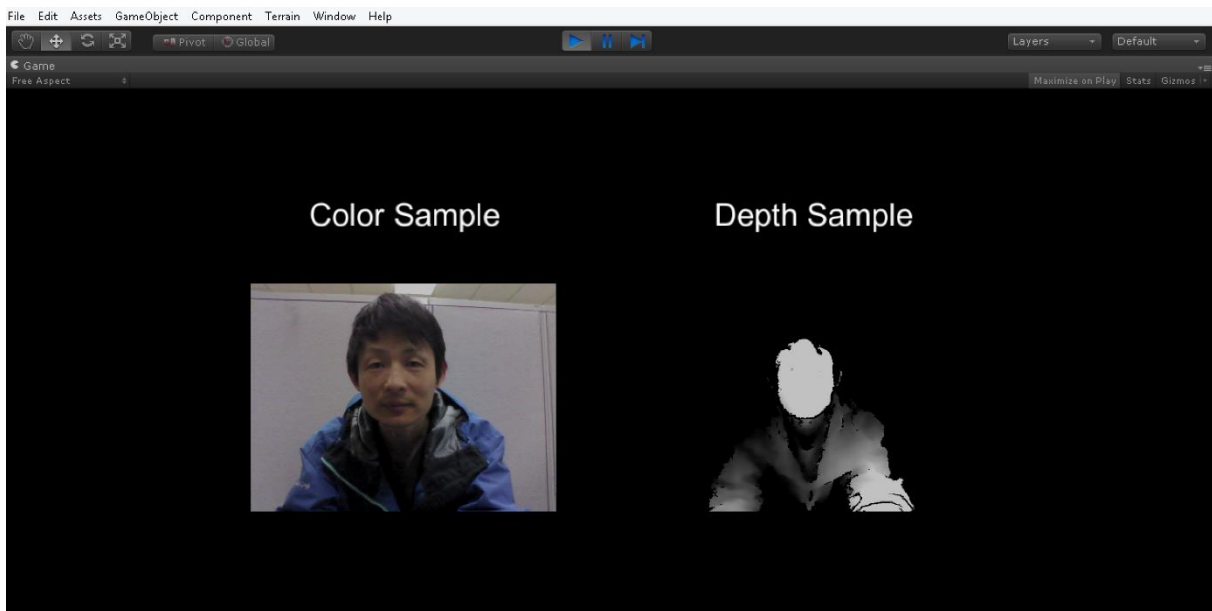 File Edit Assets GameObject Component Terrain Window Help
Pivot Global Layers Default
Game
Free Aspect Maximize on Play Stats Gizmos
Color Sample Depth Sample